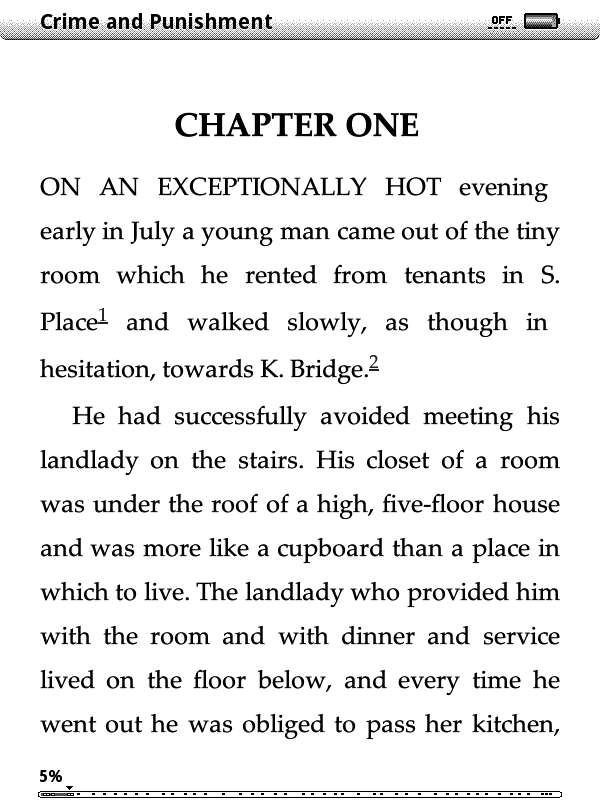 Crime and Punishment
OFF
CHAPTER ONE
ON AN EXCEPTIONALLY HOT evening
early in July a young man came out of the tiny
room which he rented from tenants in S.
Place1 and walked slowly, as though in
hesitation, towards K. Bridge.2
He had successfully avoided meeting his
landlady on the stairs. His closet of a room
was under the roof of a high, five-floor house
and was more like a cupboard than a place in
which to live. The landlady who provided him
with the room and with dinner and service
lived on the floor below, and every time he
went out he was obliged to pass her kitchen,
5%